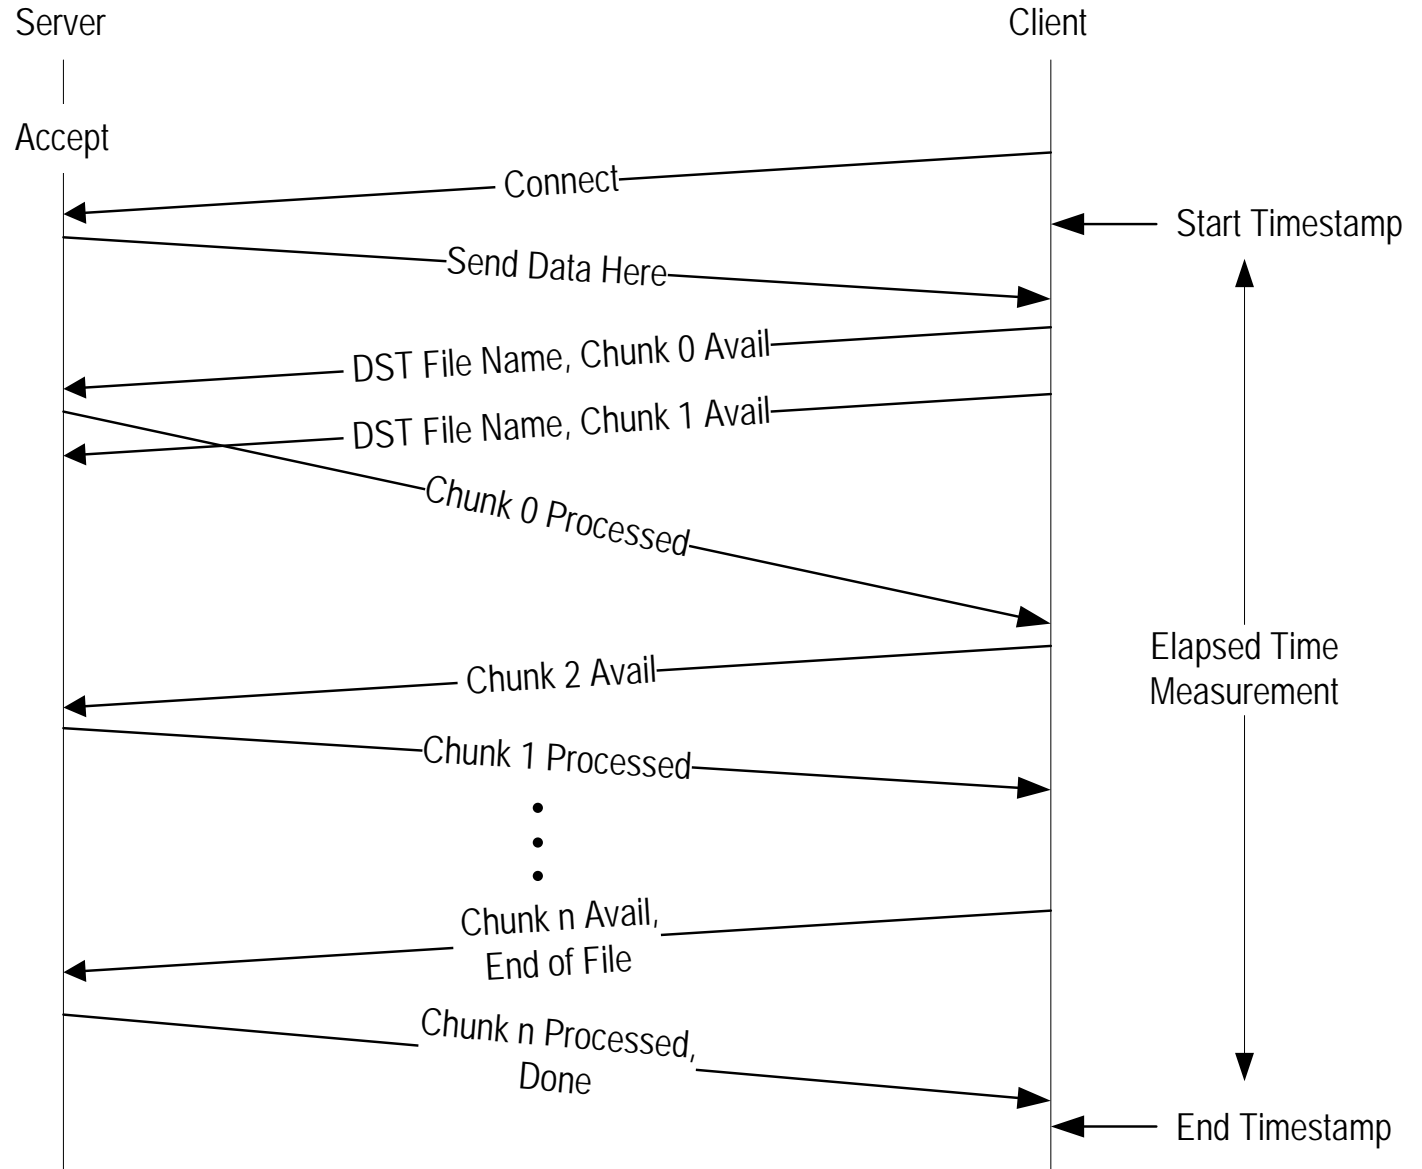 Server
Client
Accept
Connect
Start Timestamp
Send Data Here
DST File Name, Chunk 0 Avail
DST File Name, Chunk 1 Avail
Chunk 0 Processed
Elapsed Time
Measurement
Chunk 2 Avail
Chunk 1 Processed
Chunk n Avail,
End of File
Chunk n Processed,
Done
End Timestamp